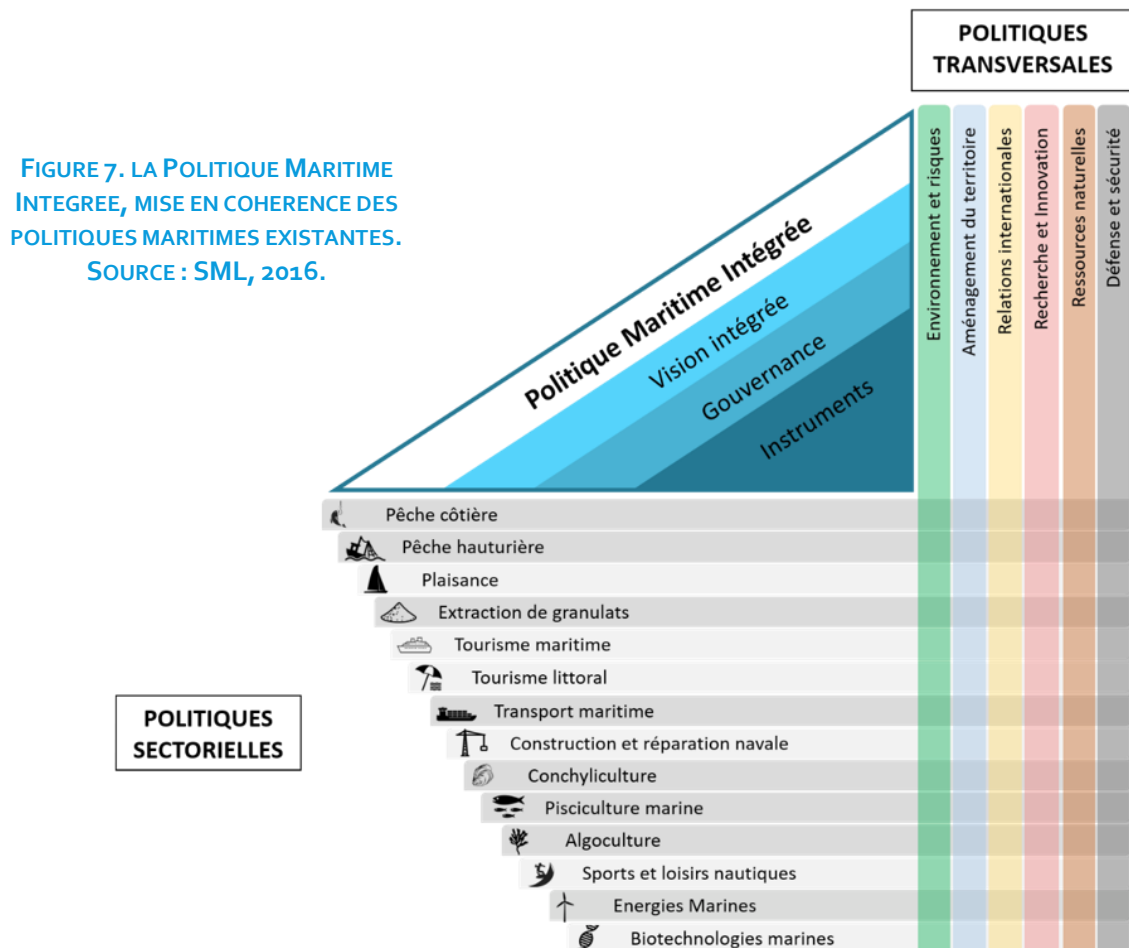 POLITIQUES
TRANSVERSALES
FIGURE 7. LA POLITIQUE MARITIME
INTEGREE, MISE EN COHERENCE DES
POLITIQUES MARITIMES EXISTANTES.
SOURCE : SML, 2016.
Politique Maritime Intégrée
Vision intégrée
Gouvernance
Instruments
Environnement et risques
Aménagement du territoire
Relations internationales
Recherche et Innovation
Ressources naturelles
Défense et sécurité
Pêche côtière
Pêche hauturière
Plaisance
Extraction de granulats
Tourisme maritime
Tourisme littoral
Transport maritime
Construction et réparation navale
Conchyliculture
Pisciculture marine
Algoculture
Sports et loisirs nautiques
Energies Marines
Biotechnologies marines
POLITIQUES
SECTORIELLES